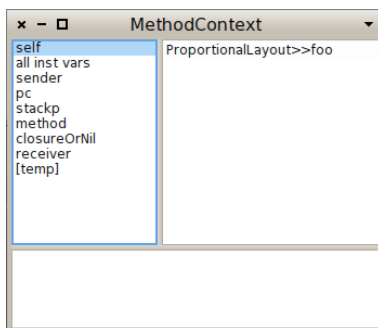 MethodContext
self
all inst vars
sender
pc
stackp
method
closureOrNil
receiver
[temp]
ProportionalLayout>>foo